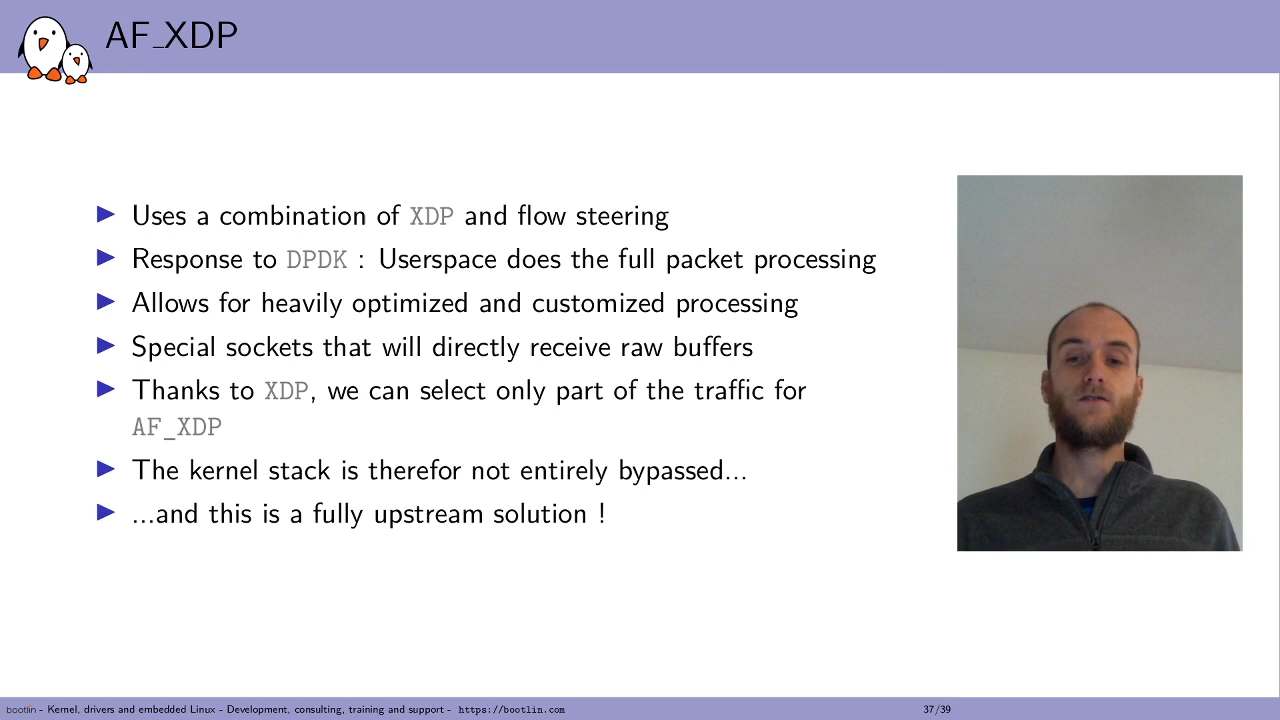 AF_XDP
▶ Uses a combination of XDP and flow steering
▶ Response to DPDK : Userspace does the full packet processing
▶ Allows for heavily optimized and customized processing
▶ Special sockets that will directly receive raw buffers
▶ Thanks to XDP, we can select only part of the traffic for
AF_XDP
▶ The kernel stack is therefor not entirely bypassed...
▶ ...and this is a fully upstream solution !
bootlin - Kernel, drivers and embedded Linux - Development, consulting, training and support - https://bootlin.com 37/39